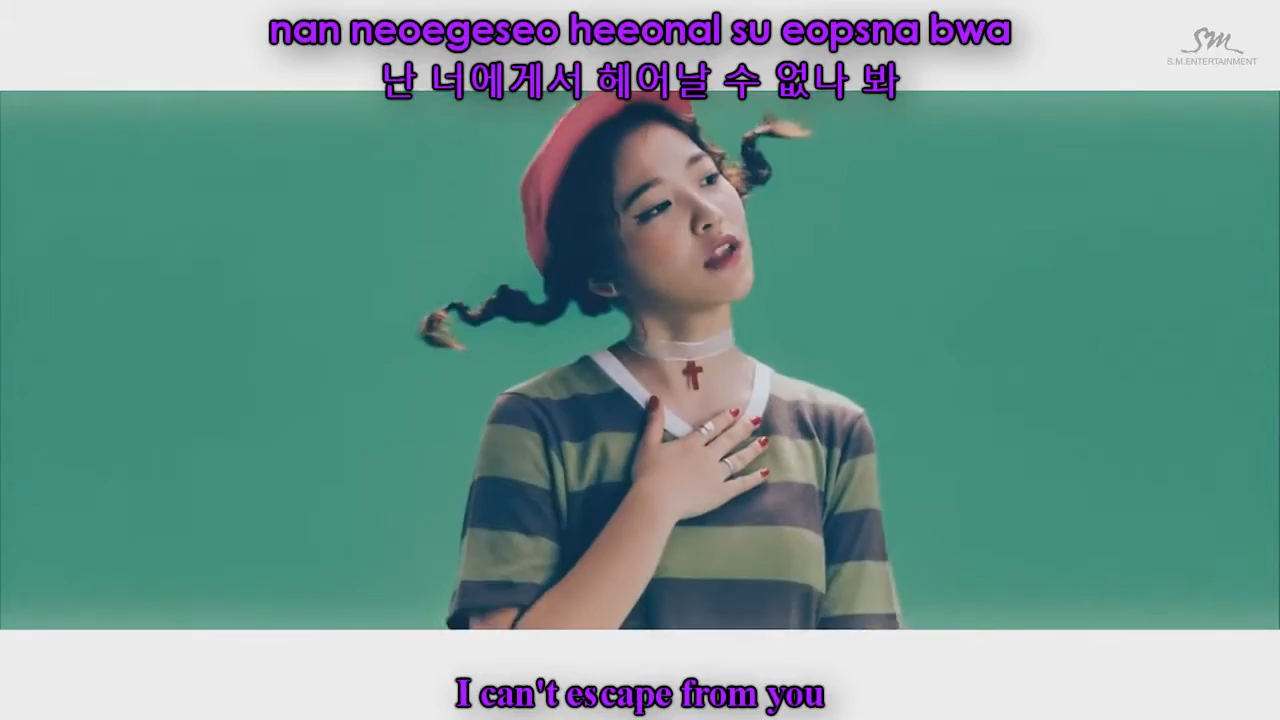 nan neoegeseo heeonal su eopsna bwa
난 너에게서 헤어날 수 없나 봐
SM
S.M.ENTERTAINMENT
I can't escape from you